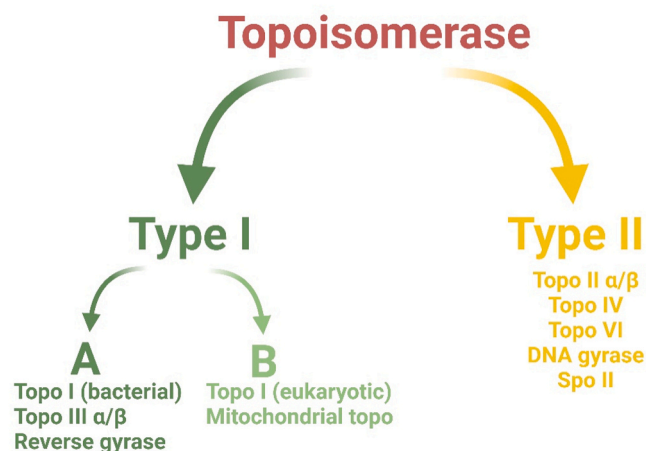 Topoisomerase
Type I
Type II
Topo II α/β
Topo IV
Topo VI
DNA gyrase
Spo II
A
Topo I (bacterial)
Topo III α/β
Reverse gyrase
B
Topo I (eukaryotic)
Mitochondrial topo